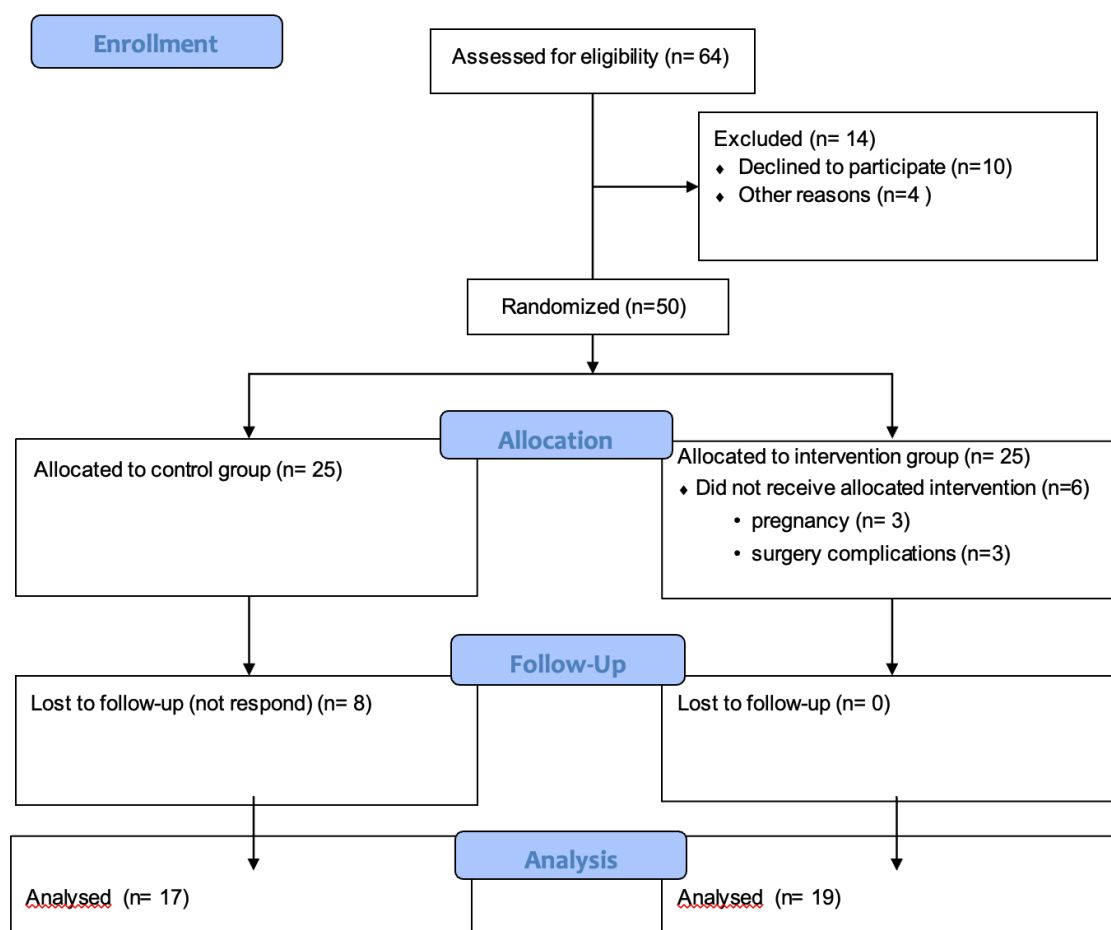 Enrollment
Assessed for eligibility (n= 64)
Excluded (n= 14)
♦ Declined to participate (n=10)
♦ Other reasons (n=4 )
Randomized (n=50)
Allocation
Allocated to control group (n= 25)
Allocated to intervention group (n= 25)
♦ Did not receive allocated intervention (n=6)
• pregnancy (n= 3)
• surgery complications (n=3)
Follow-Up
Lost to follow-up (not respond) (n= 8)
Lost to follow-up (n= 0)
Analysis
Analysed (n= 17)
Analysed (n= 19)